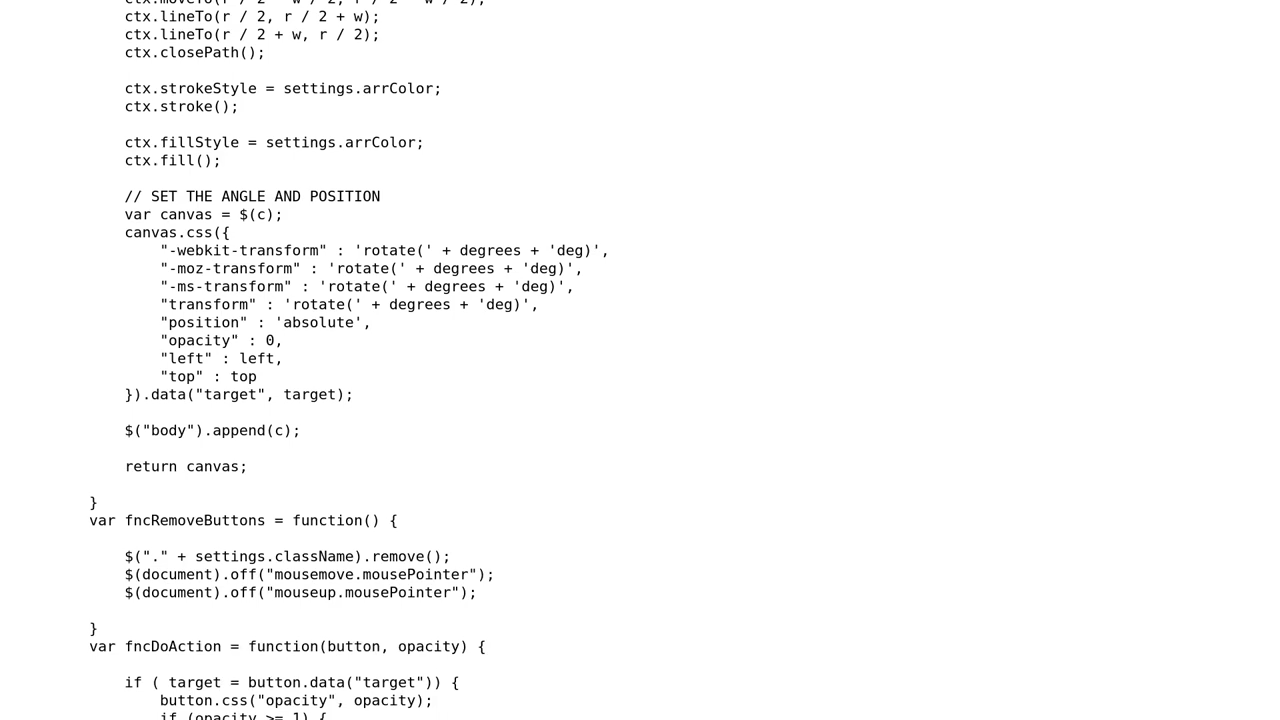 ctx.lineTo(r / 2, r / 2 + w);
ctx.lineTo(r / 2 + w, r / 2);
ctx.closePath();
ctx.strokeStyle = settings.arrColor;
ctx.stroke();
ctx.fillStyle = settings.arrColor;
ctx.fill();
// SET THE ANGLE AND POSITION
var canvas = $(c);
canvas.css({
"-webkit-transform" : 'rotate(' + degrees + 'deg)',
"-moz-transform" : 'rotate(' + degrees + 'deg)',
"-ms-transform" : 'rotate(' + degrees + 'deg)',
"transform" : 'rotate(' + degrees + 'deg)',
"position" : 'absolute',
"opacity" : 0,
"left" : left,
"top" : top
}).data("target", target);
$("body").append(c);
return canvas;
}
var fncRemoveButtons = function() {
$("." + settings.className).remove();
$(document).off("mousemove.mousePointer");
$(document).off("mouseup.mousePointer");
}
var fncDoAction = function(button, opacity) {
if ( target = button.data("target")) {
button.css("opacity", opacity);
if (opacity >= 1) {